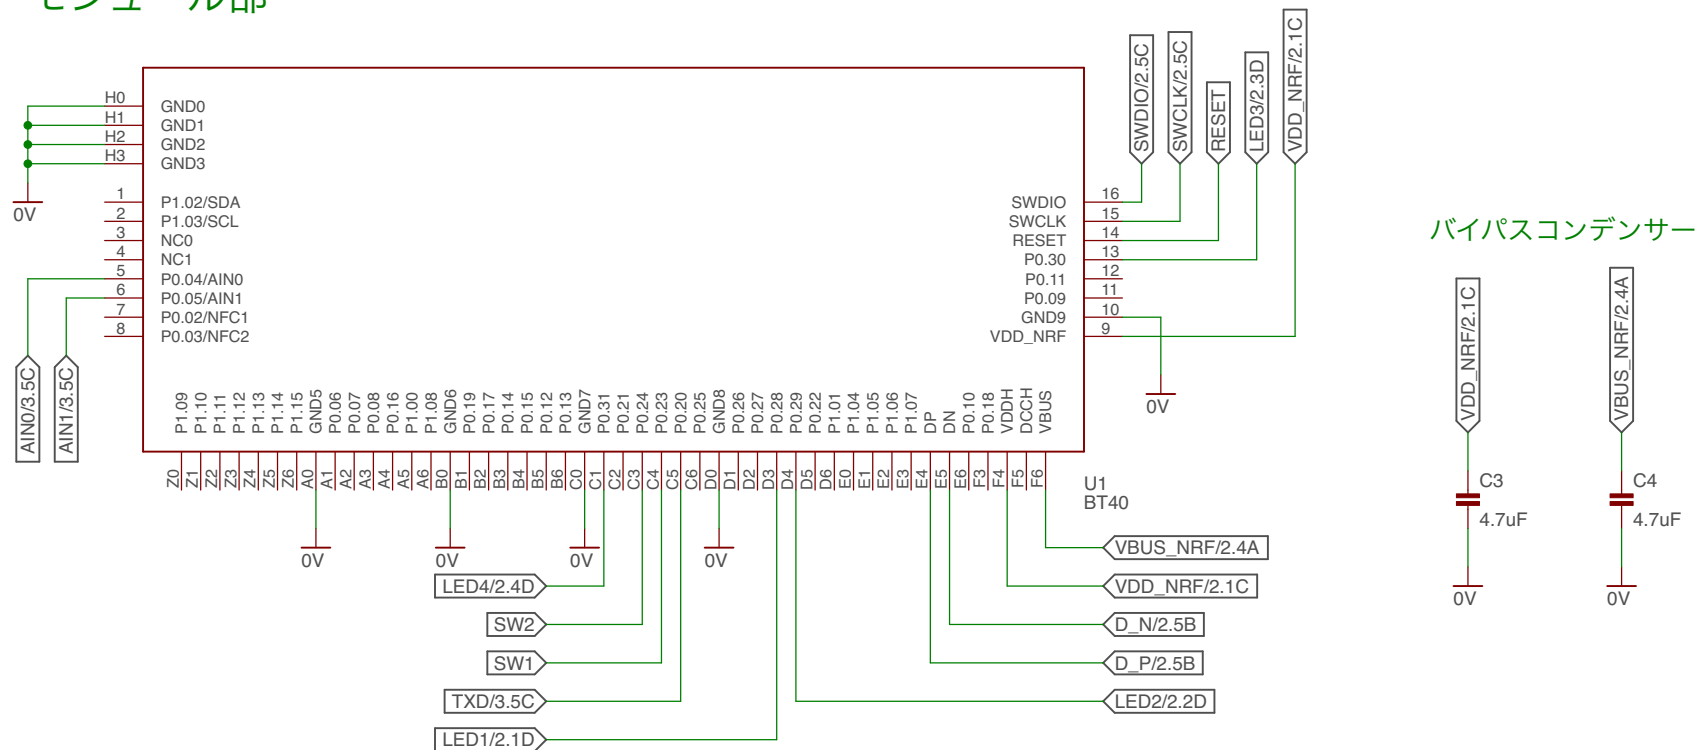 モジュール部
SWDIO/2.5C
SWCLK/2.5C
RESET
LED3/2.3D
VDD_NRF/2.1C
H0 GND0
H1 GND1
H2 GND2
H3 GND3
0V
1 P1.02/SDA
2 P1.03/SCL
3 NC0
4 NC1
5 P0.04/AIN0
6 P0.05/AIN1
7 P0.02/NFC1
8 P0.03/NFC2
AIN0/3.5C
AIN1/3.5C
SWDIO 16
SWCLK 15
RESET 14
P0.30 13
P0.11 12
P0.09 11
GND9 10
VDD_NRF 9
0V
P1.09 P1.10 P1.11 P1.12 P1.13 P1.14 P1.15 GND5 P0.06 P0.07 P0.08 P0.16 P1.00 P1.08 GND6 P0.19 P0.17 P0.14 P0.15 P0.12 P0.13 GND7 P0.31 P0.21 P0.24 P0.23 P0.20 P0.25 GND8 P0.26 P0.27 P0.28 P0.29 P0.22 P1.01 P1.04 P1.05 P1.06 P1.07 DP DN P0.10 P0.18 VDDH DCCH VBUS
Z0 Z1 Z2 Z3 Z4 Z5 Z6 A0 A1 A2 A3 A4 A5 A6 B0 B1 B2 B3 B4 B5 B6 C0 C1 C2 C3 C4 C5 C6 D0 D1 D2 D3 D4 D5 D6 E0 E1 E2 E3 E4 E5 E6 F3 F4 F5 F6
U1
BT40
0V 0V 0V 0V
LED4/2.4D
SW2
SW1
TXD/3.5C
LED1/2.1D
VBUS_NRF/2.4A
VDD_NRF/2.1C
D_N/2.5B
D_P/2.5B
LED2/2.2D
バイパスコンデンサー
VDD_NRF/2.1C
C3
4.7uF
0V
VBUS_NRF/2.4A
C4
4.7uF
0V